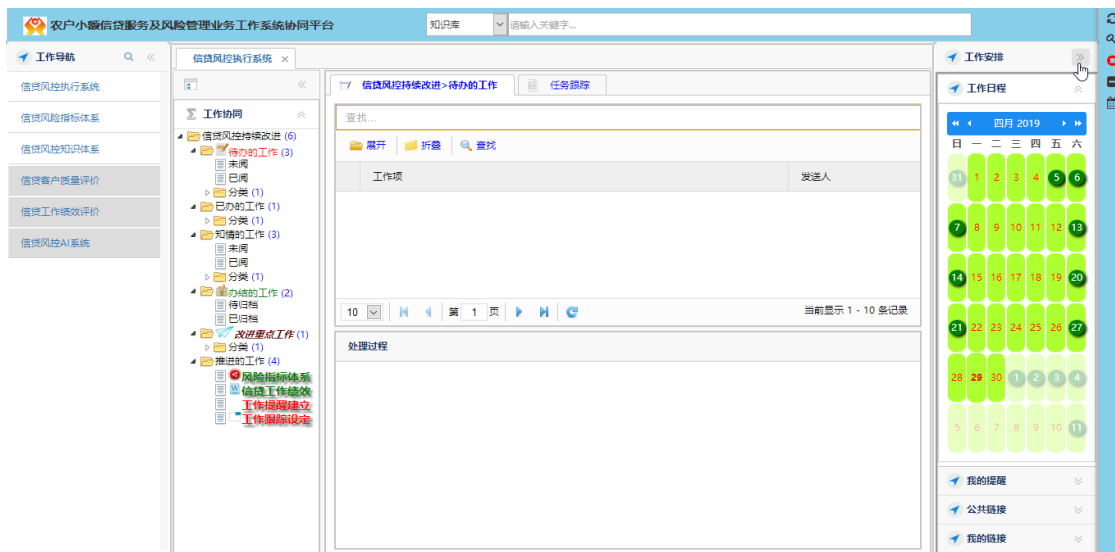 农户小额信贷服务及风险管理业务工作系统协同平台
知识库
请输入关键字...
工作导航
信贷风控执行系统
信贷风险指标体系
信贷风控知识体系
信贷客户质量评价
信贷工作绩效评价
信贷风控AI系统
信贷风控执行系统
工作协同
信贷风控持续改进 (6)
待办的工作 (3)
未阅
已阅
分类 (1)
已办的工作 (1)
分类 (1)
知情的工作 (3)
未阅
已阅
分类 (1)
办结的工作 (2)
待归档
已归档
改进重点工作 (1)
分类 (1)
推进的工作 (4)
风险指标体系
信贷工作绩效
工作提醒建立
工作跟踪设定
信贷风控持续改进>待办的工作
任务跟踪
查找...
展开 折叠 查找
工作项 发送人
10 第 1 页 当前显示 1 - 10 条记录
处理过程
工作安排
工作日程
四月 2019
日 一 二 三 四 五 六
31 1 2 3 4 5 6
7 8 9 10 11 12 13
14 15 16 17 18 19 20
21 22 23 24 25 26 27
28 29 30 1 2 3 4
5 6 7 8 9 10 11
我的提醒
公共链接
我的链接